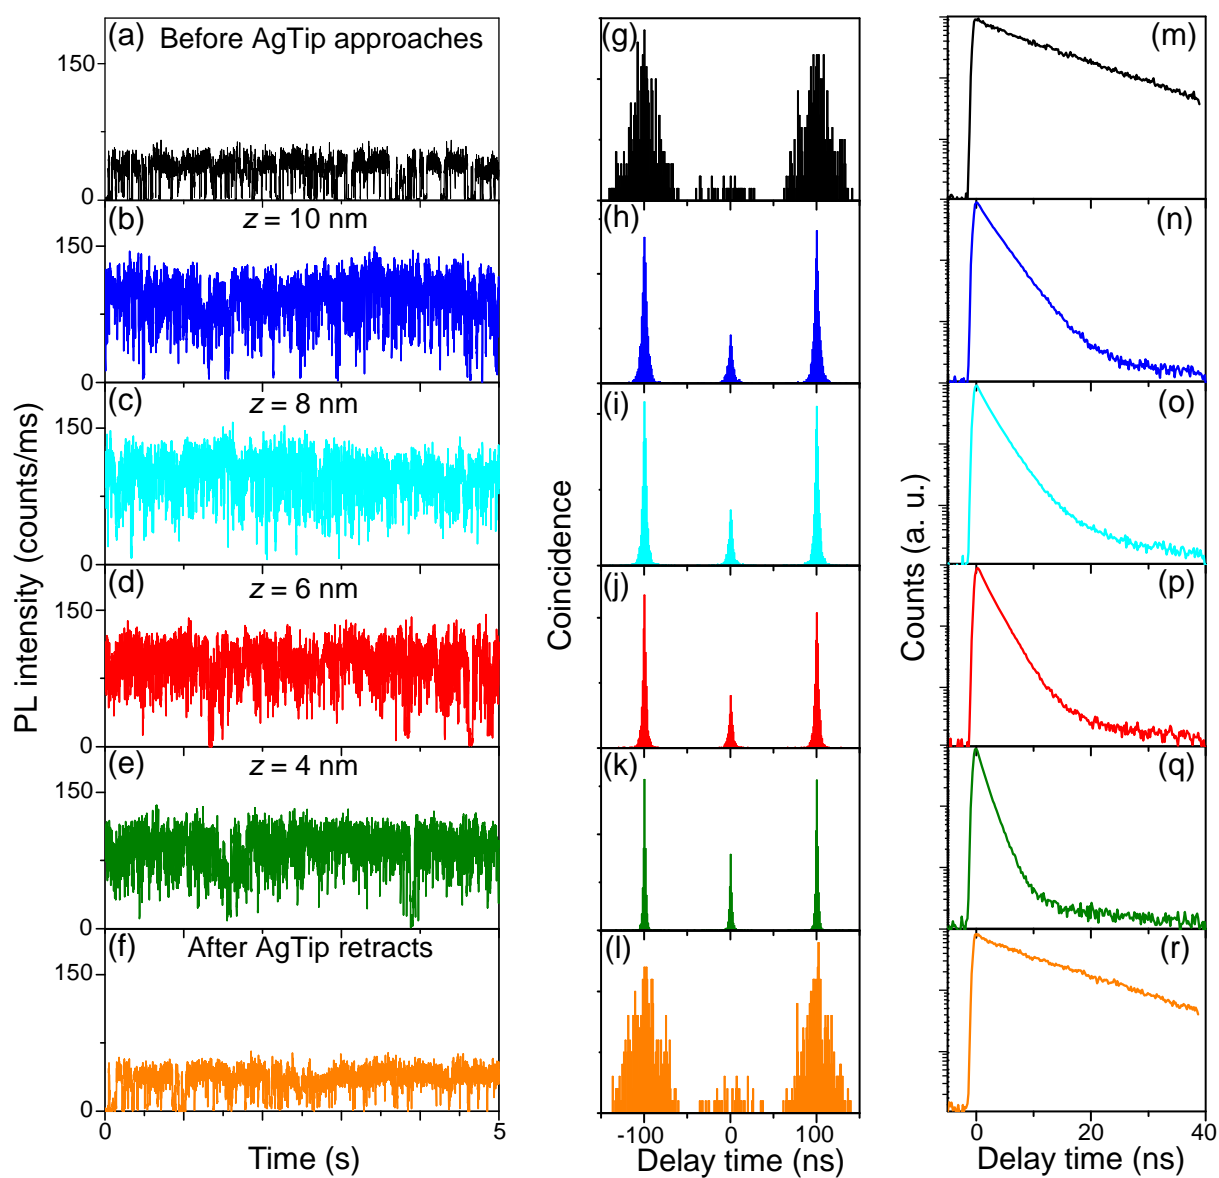 (a) Before AgTip approaches
(g)
(m)
150
0
(b) z = 10 nm
(h)
(n)
150
0
(c) z = 8 nm
(i)
(o)
150
0
(d) z = 6 nm
(j)
(p)
150
0
(e) z = 4 nm
(k)
(q)
150
0
(f) After AgTip retracts
(l)
(r)
150
0
PL intensity (counts/ms)
Coincidence
Counts (a. u.)
0 5
-100 0 100
0 20 40
Time (s)
Delay time (ns)
Delay time (ns)